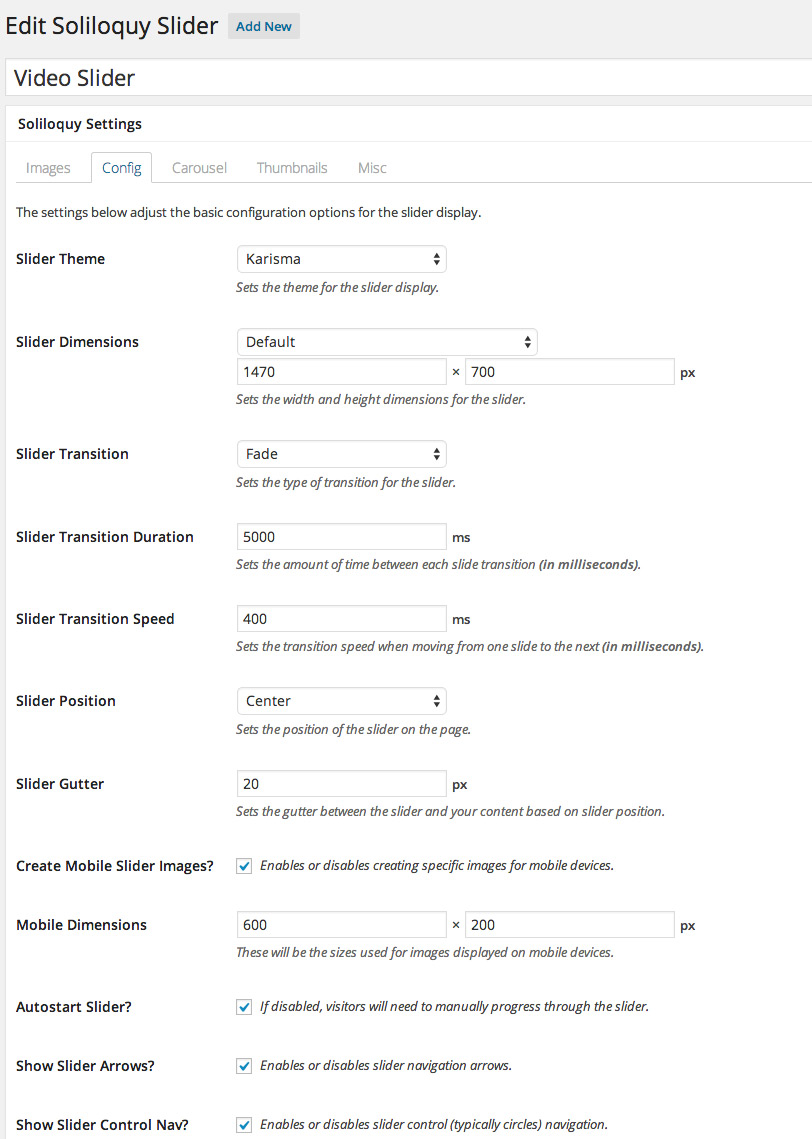 Edit Soliloquy Slider Add New
Video Slider
Soliloquy Settings
Images Config Carousel Thumbnails Misc
The settings below adjust the basic configuration options for the slider display.
Slider Theme Karisma
Sets the theme for the slider display.
Slider Dimensions Default
1470 × 700 px
Sets the width and height dimensions for the slider.
Slider Transition Fade
Sets the type of transition for the slider.
Slider Transition Duration 5000 ms
Sets the amount of time between each slide transition (in milliseconds).
Slider Transition Speed 400 ms
Sets the transition speed when moving from one slide to the next (in milliseconds).
Slider Position Center
Sets the position of the slider on the page.
Slider Gutter 20 px
Sets the gutter between the slider and your content based on slider position.
Create Mobile Slider Images? Enables or disables creating specific images for mobile devices.
Mobile Dimensions 600 × 200 px
These will be the sizes used for images displayed on mobile devices.
Autostart Slider? If disabled, visitors will need to manually progress through the slider.
Show Slider Arrows? Enables or disables slider navigation arrows.
Show Slider Control Nav? Enables or disables slider control (typically circles) navigation.